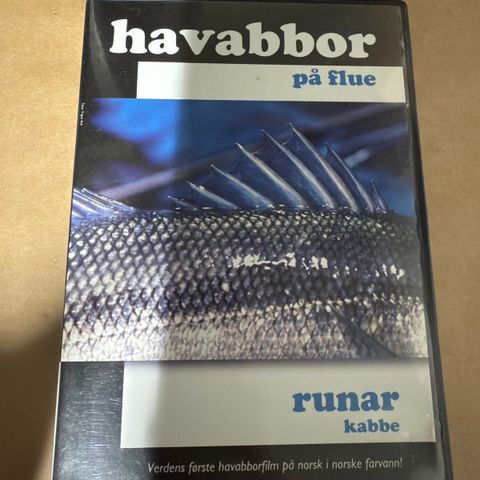 havabbor
på flue
runar
kabbe
Verdens første havabborfilm på norsk i norske farvann!